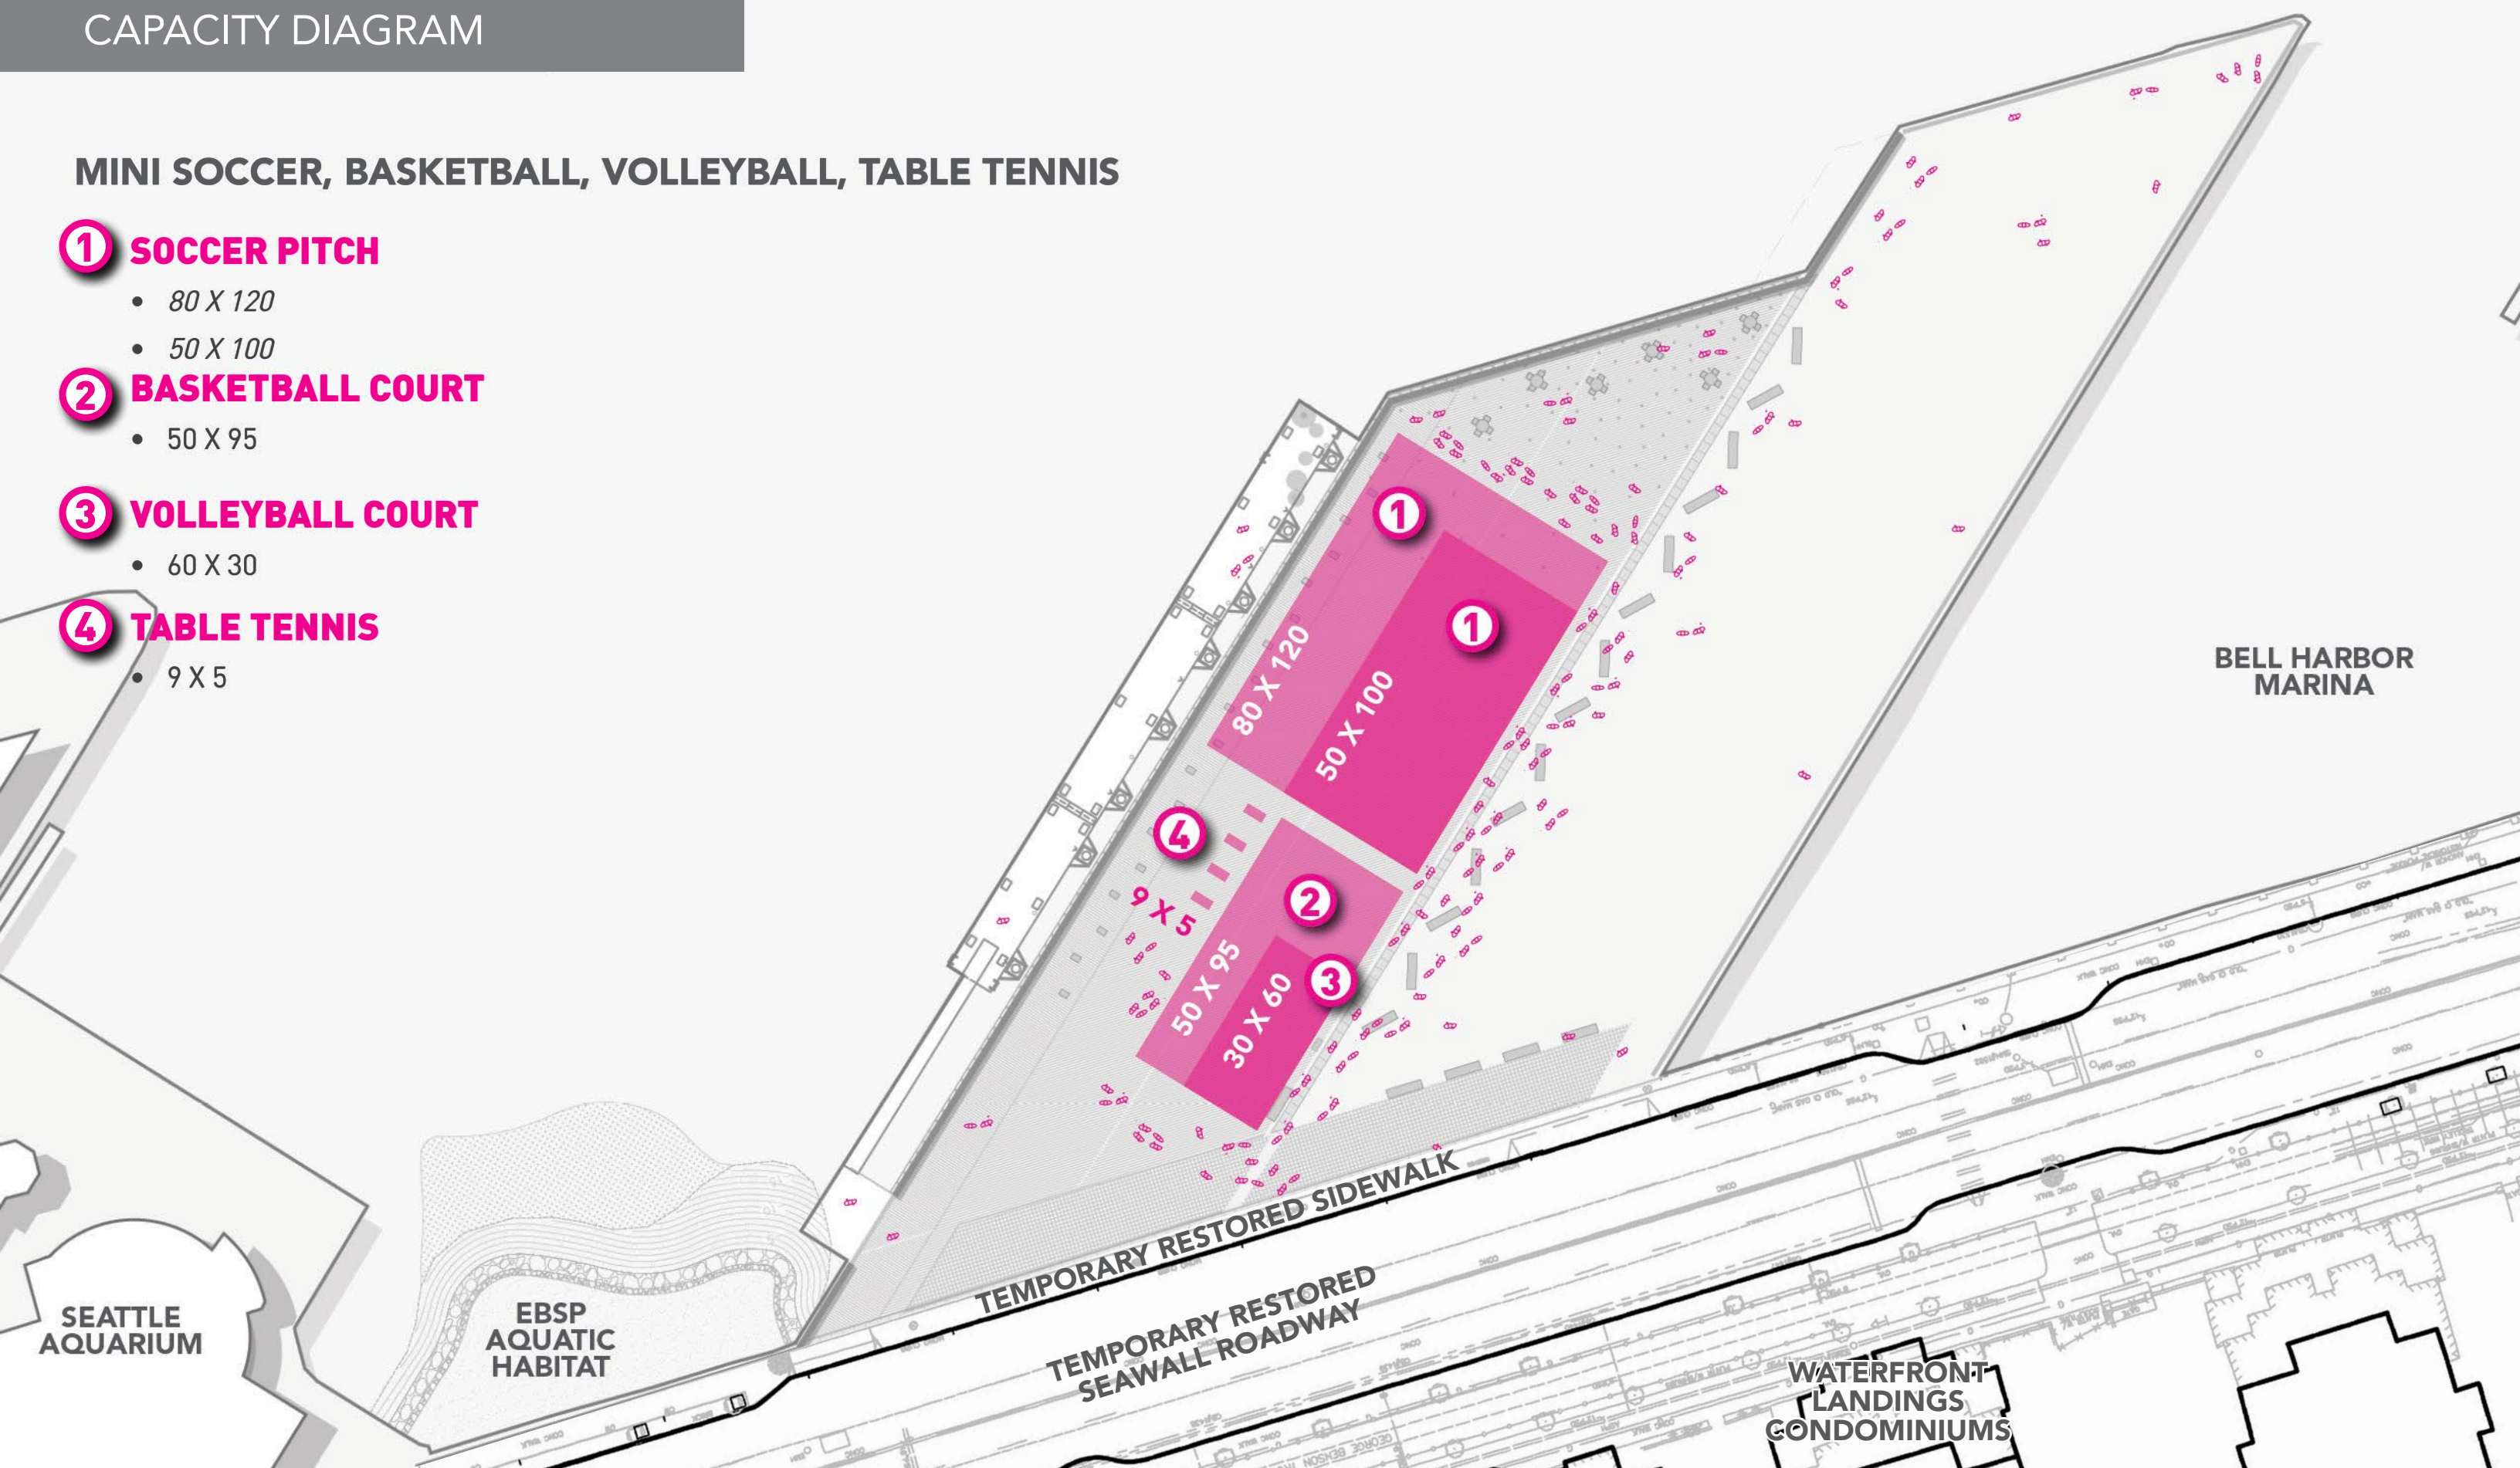 CAPACITY DIAGRAM
MINI SOCCER, BASKETBALL, VOLLEYBALL, TABLE TENNIS
1 SOCCER PITCH
• 80 X 120
• 50 X 100
2 BASKETBALL COURT
• 50 X 95
3 VOLLEYBALL COURT
• 60 X 30
4 TABLE TENNIS
• 9 X 5
1
80 X 120
1
50 X 100
4
9 X 5
2
50 X 95
3
30 X 60
BELL HARBOR
MARINA
TEMPORARY RESTORED SIDEWALK
TEMPORARY RESTORED
SEAWALL ROADWAY
SEATTLE
AQUARIUM
EBSP
AQUATIC
HABITAT
WATERFRONT
LANDINGS
CONDOMINIUMS